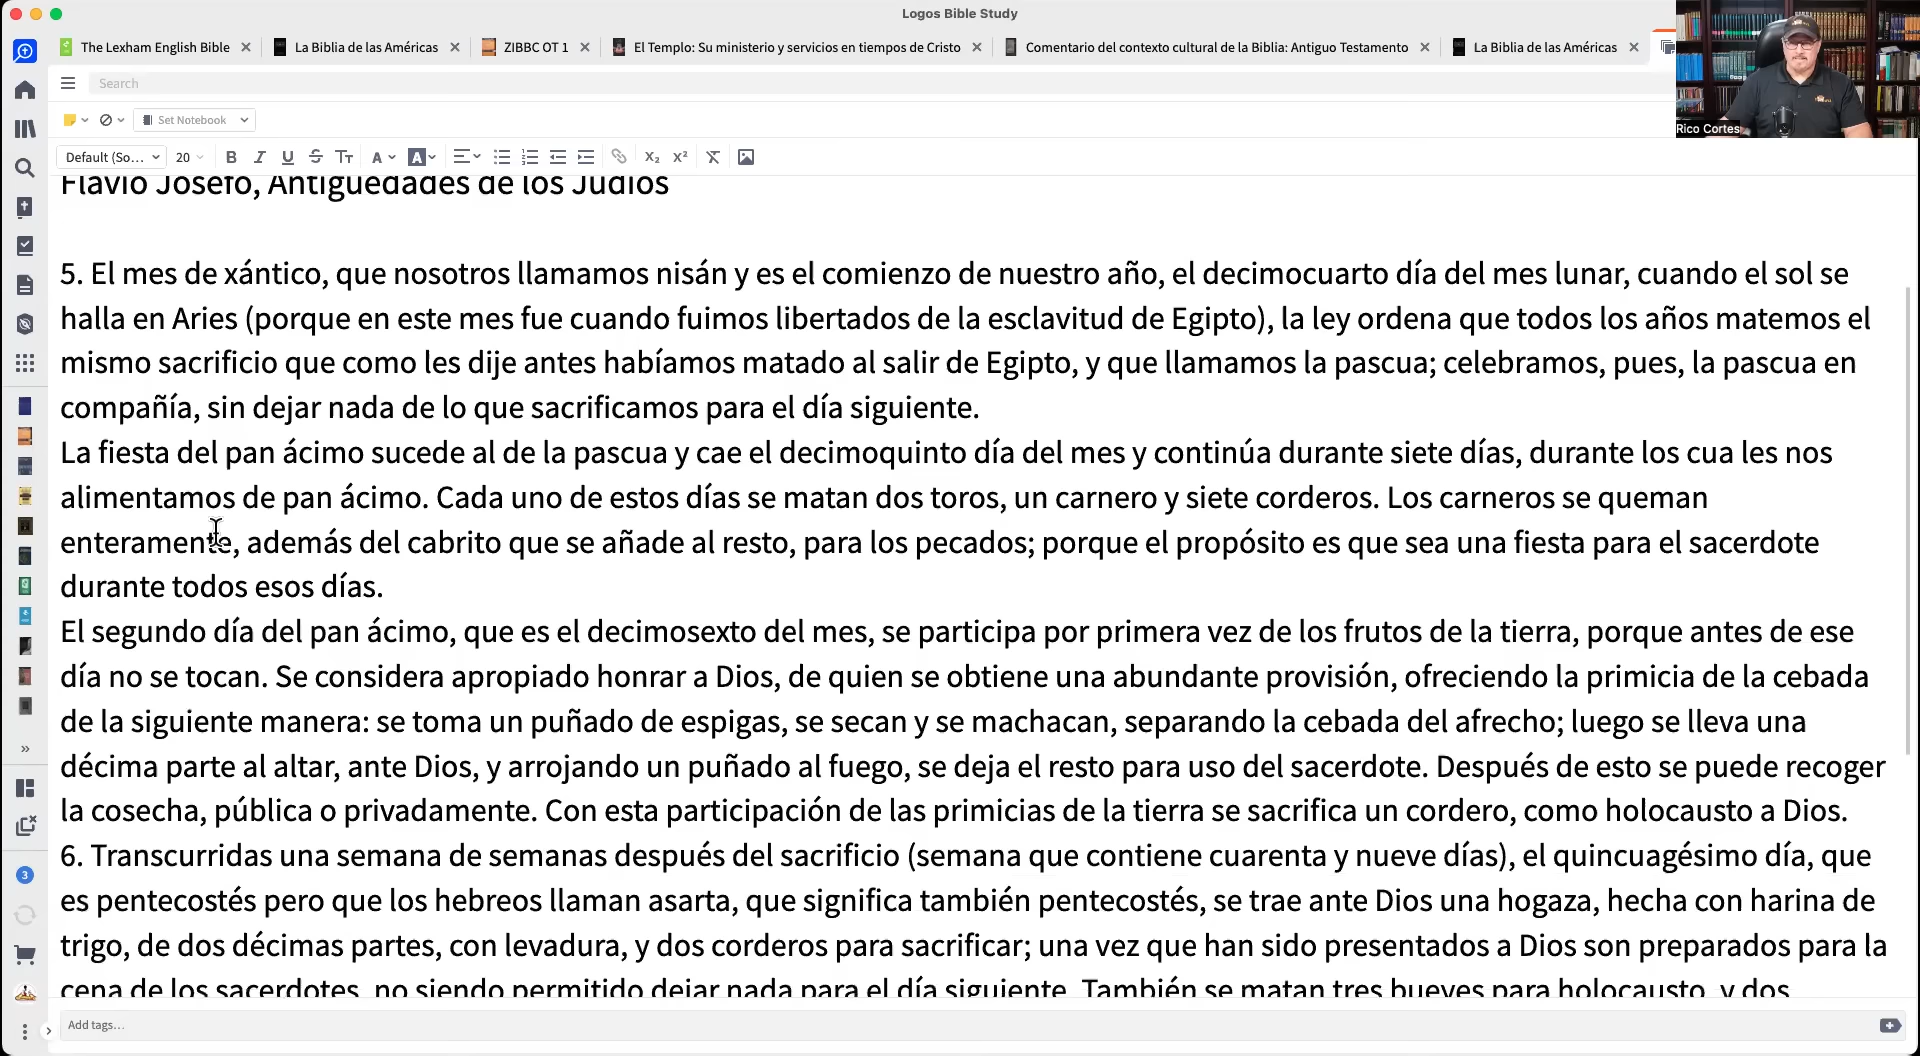 Logos Bible Study
The Lexham English Bible
La Biblia de las Américas
ZIBBC OT 1
El Templo: Su ministerio y servicios en tiempos de Cristo
Comentario del contexto cultural de la Biblia: Antiguo Testamento
La Biblia de las Américas
Search
Rico Cortes
Set Notebook
Default (So...
20
Flavio Josefo, Antigüedades de los Judíos
5. El mes de xántico, que nosotros llamamos nisán y es el comienzo de nuestro año, el decimocuarto día del mes lunar, cuando el sol se
halla en Aries (porque en este mes fue cuando fuimos libertados de la esclavitud de Egipto), la ley ordena que todos los años matemos el
mismo sacrificio que como les dije antes habíamos matado al salir de Egipto, y que llamamos la pascua; celebramos, pues, la pascua en
compañía, sin dejar nada de lo que sacrificamos para el día siguiente.
La fiesta del pan ácimo sucede al de la pascua y cae el decimoquinto día del mes y continúa durante siete días, durante los cua les nos
alimentamos de pan ácimo. Cada uno de estos días se matan dos toros, un carnero y siete corderos. Los carneros se queman
enteramente, además del cabrito que se añade al resto, para los pecados; porque el propósito es que sea una fiesta para el sacerdote
durante todos esos días.
El segundo día del pan ácimo, que es el decimosexto del mes, se participa por primera vez de los frutos de la tierra, porque antes de ese
día no se tocan. Se considera apropiado honrar a Dios, de quien se obtiene una abundante provisión, ofreciendo la primicia de la cebada
de la siguiente manera: se toma un puñado de espigas, se secan y se machacan, separando la cebada del afrecho; luego se lleva una
décima parte al altar, ante Dios, y arrojando un puñado al fuego, se deja el resto para uso del sacerdote. Después de esto se puede recoger
la cosecha, pública o privadamente. Con esta participación de las primicias de la tierra se sacrifica un cordero, como holocausto a Dios.
6. Transcurridas una semana de semanas después del sacrificio (semana que contiene cuarenta y nueve días), el quincuagésimo día, que
es pentecostés pero que los hebreos llaman asarta, que significa también pentecostés, se trae ante Dios una hogaza, hecha con harina de
trigo, de dos décimas partes, con levadura, y dos corderos para sacrificar; una vez que han sido presentados a Dios son preparados para la
cena de los sacerdotes, no siendo permitido dejar nada para el día siguiente. También se matan tres bueyes para holocausto, y dos
3
Add tags...